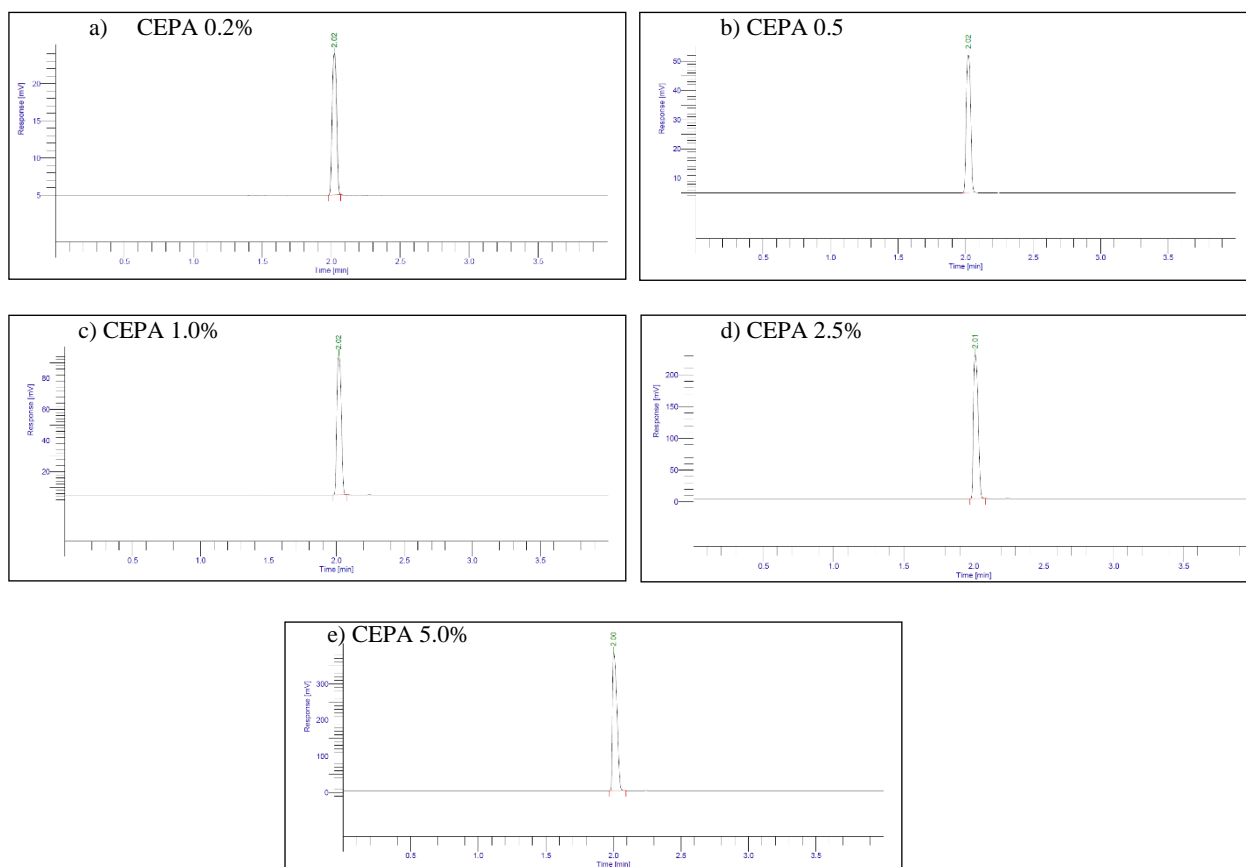 a) CEPA 0.2%
2.02
Response [mV]
20
15
10
5
0.5 1.0 1.5 2.0 2.5 3.0 3.5
Time [min]
b) CEPA 0.5
2.02
Response [mV]
50
40
30
20
10
0.5 1.0 1.5 2.0 2.5 3.0 3.5
Time [min]
c) CEPA 1.0%
2.02
Response [mV]
80
60
40
20
0.5 1.0 1.5 2.0 2.5 3.0 3.5
Time [min]
d) CEPA 2.5%
2.01
Response [mV]
200
150
100
50
0
0.5 1.0 1.5 2.0 2.5 3.0 3.5
Time [min]
e) CEPA 5.0%
2.00
Response [mV]
300
200
100
0
0.5 1.0 1.5 2.0 2.5 3.0 3.5
Time [min]